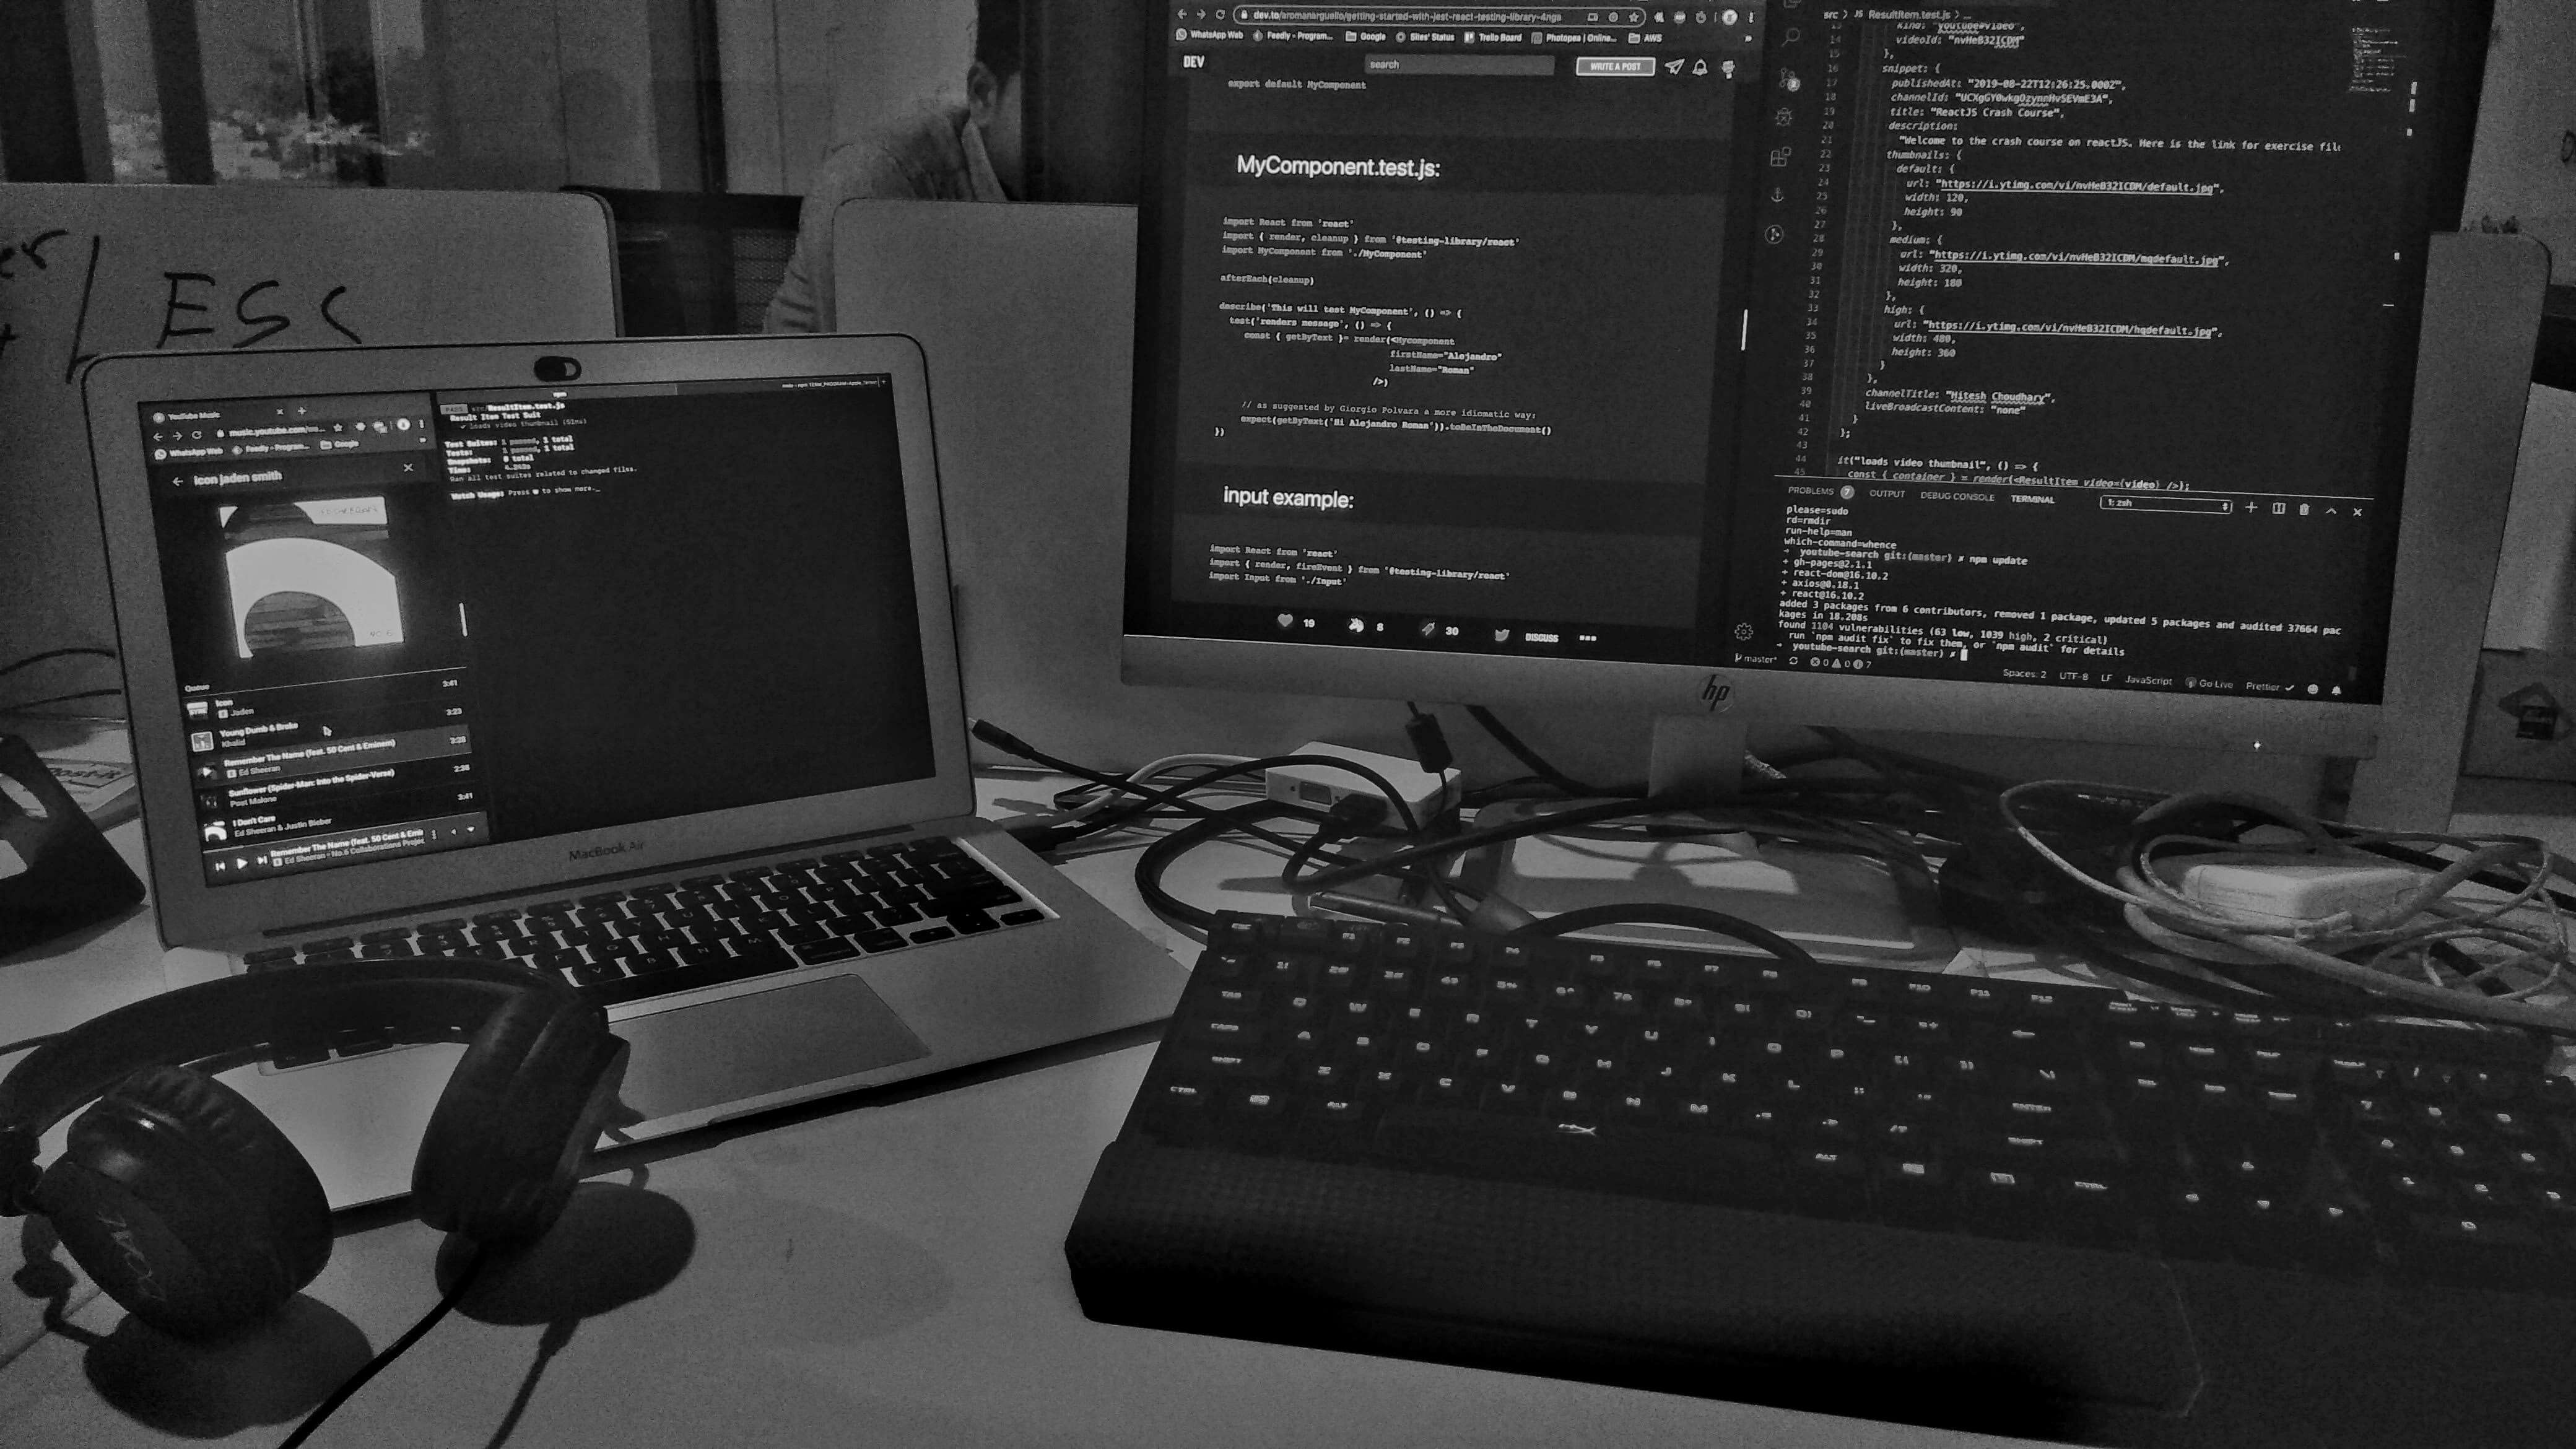 ESC
YouTube Music
music.youtube.com/wo...
WhatsApp Web
Feedly - Program...
Google
Icon jaden smith
Queue
Icon
Jaden
3:41
Young Dumb & Broke
Khalid
3:23
Remember The Name (feat. 50 Cent & Eminem)
Ed Sheeran
3:28
Sunflower (Spider-Man: Into the Spider-Verse)
Post Malone
2:38
I Don't Care
Ed Sheeran & Justin Bieber
3:41
Remember The Name (feat. 50 Cent & Emin
Ed Sheeran • No.6 Collaborations Projec
npm
PASS src/ResultItem.test.js
Result Item Test Suit
✓ loads video thumbnail (51ms)
Test Suites: 1 passed, 1 total
Tests: 1 passed, 1 total
Snapshots: 0 total
Time:
Ran all test suites related to changed files.
Watch Usage: Press w to show more.
MacBook Air
dev.to/aromanarguello/getting-started-with-jest-react-testing-library-4nga
WhatsApp Web
Feedly - Program...
Google
Sites' Status
Trello Board
Photopea | Online...
AWS
DEV
search
WRITE A POST
export default MyComponent
MyComponent.test.js:
import React from 'react'
import { render, cleanup } from '@testing-library/react'
import MyComponent from './MyComponent'
afterEach(cleanup)
describe('This will test MyComponent', () => {
test('renders message', () => {
const { getByText }= render(<Mycomponent
firstName="Alejandro"
lastName="Roman"
/>)
// as suggested by Giorgio Polvara a more idiomatic way:
expect(getByText('Hi Alejandro Roman')).toBeInTheDocument()
})
input example:
import React from 'react'
import { render, fireEvent } from '@testing-library/react'
import Input from './Input'
19
8
30
DISCUSS
src > JS ResultItem.test.js > ...
13 kind: "youtube#video",
14 videoId: "nvHeB32ICDM"
15 },
16 snippet: {
17 publishedAt: "2019-08-22T12:26:25.000Z",
18 channelId: "UCXgGY0wkgOzynnHvSEVmE3A",
19 title: "ReactJS Crash Course",
20 description:
21 "Welcome to the crash course on reactJS. Here is the link for exercise file
22 thumbnails: {
23 default: {
24 url: "https://i.ytimg.com/vi/nvHeB32ICDM/default.jpg",
25 width: 120,
26 height: 90
27 },
28 medium: {
29 url: "https://i.ytimg.com/vi/nvHeB32ICDM/mqdefault.jpg",
30 width: 320,
31 height: 180
32 },
33 high: {
34 url: "https://i.ytimg.com/vi/nvHeB32ICDM/hqdefault.jpg",
35 width: 480,
36 height: 360
37 }
38 },
39 channelTitle: "Hitesh Choudhary",
40 liveBroadcastContent: "none"
41 }
42 };
43
44 it("loads video thumbnail", () => {
45 const { container } = render(<ResultItem video={video} />);
PROBLEMS 7 OUTPUT DEBUG CONSOLE TERMINAL
1: zsh
please=sudo
rd=rmdir
run-help=man
which-command=whence
→ youtube-search git:(master) ✗ npm update
+ gh-pages@2.1.1
+ react-dom@16.10.2
+ axios@0.18.1
+ react@16.10.2
added 3 packages from 6 contributors, removed 1 package, updated 5 packages and audited 37664 pac
kages in 18.208s
found 1104 vulnerabilities (63 low, 1039 high, 2 critical)
run `npm audit fix` to fix them, or `npm audit` for details
→ youtube-search git:(master) ✗
master* 0 0 7
Spaces: 2 UTF-8 LF JavaScript Go Live Prettier ✓
hp